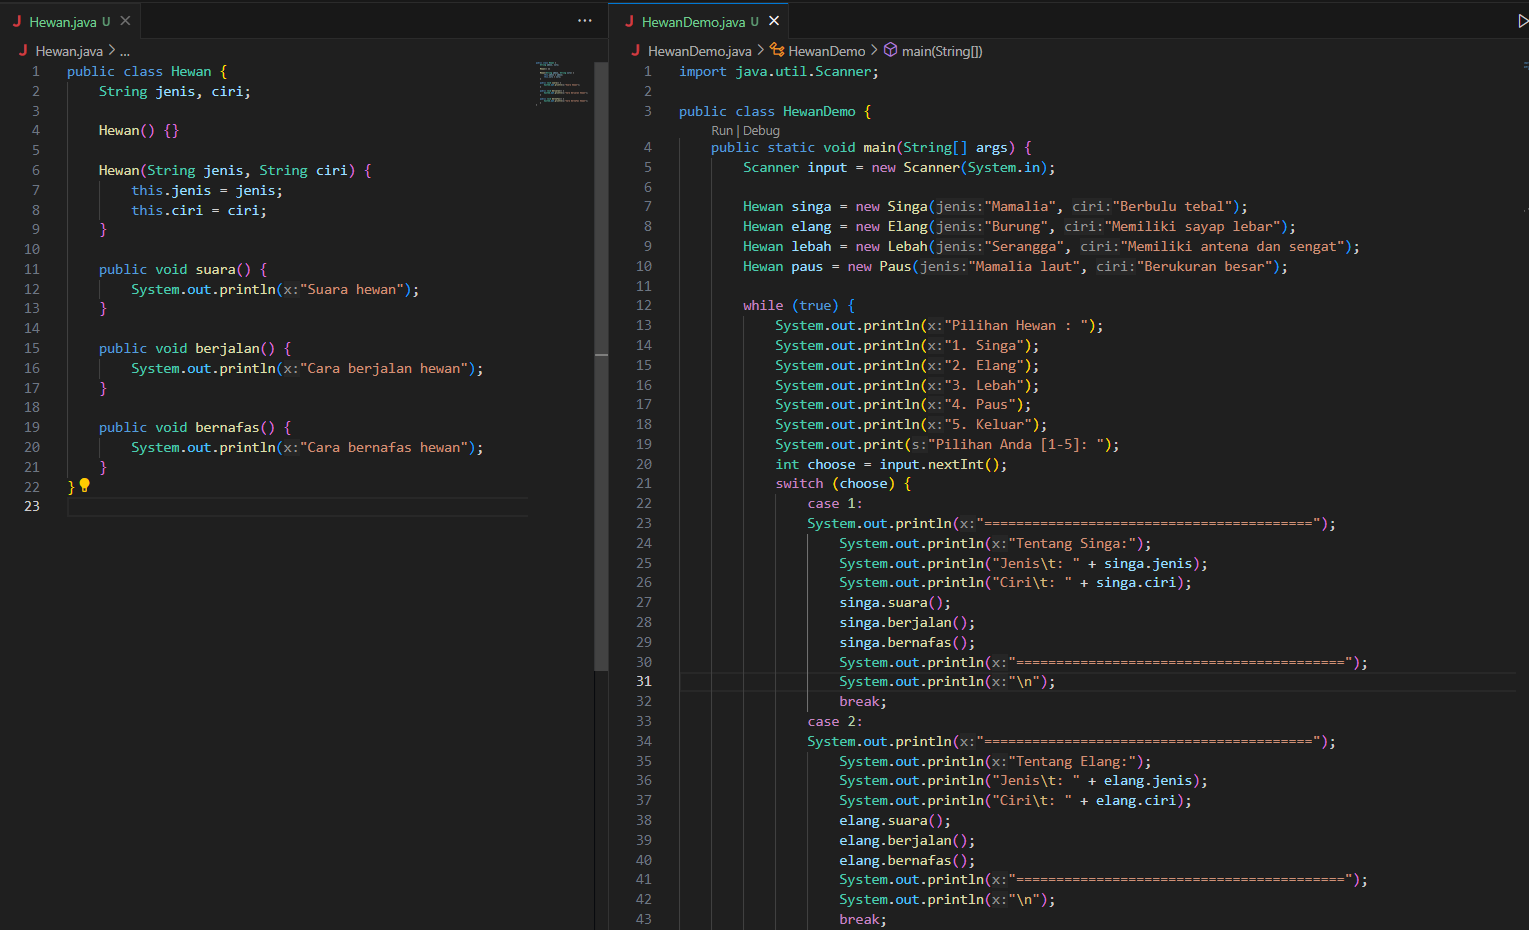 Hewan.java U
Hewan.java > ...
1 public class Hewan {
2 String jenis, ciri;
3
4 Hewan() {}
5
6 Hewan(String jenis, String ciri) {
7 this.jenis = jenis;
8 this.ciri = ciri;
9 }
10
11 public void suara() {
12 System.out.println(x:"Suara hewan");
13 }
14
15 public void berjalan() {
16 System.out.println(x:"Cara berjalan hewan");
17 }
18
19 public void bernafas() {
20 System.out.println(x:"Cara bernafas hewan");
21 }
22 }
23
HewanDemo.java U
HewanDemo.java > HewanDemo > main(String[])
1 import java.util.Scanner;
2
3 public class HewanDemo {
Run | Debug
4 public static void main(String[] args) {
5 Scanner input = new Scanner(System.in);
6
7 Hewan singa = new Singa(jenis:"Mamalia", ciri:"Berbulu tebal");
8 Hewan elang = new Elang(jenis:"Burung", ciri:"Memiliki sayap lebar");
9 Hewan lebah = new Lebah(jenis:"Serangga", ciri:"Memiliki antena dan sengat");
10 Hewan paus = new Paus(jenis:"Mamalia laut", ciri:"Berukuran besar");
11
12 while (true) {
13 System.out.println(x:"Pilihan Hewan : ");
14 System.out.println(x:"1. Singa");
15 System.out.println(x:"2. Elang");
16 System.out.println(x:"3. Lebah");
17 System.out.println(x:"4. Paus");
18 System.out.println(x:"5. Keluar");
19 System.out.print(s:"Pilihan Anda [1-5]: ");
20 int choose = input.nextInt();
21 switch (choose) {
22 case 1:
23 System.out.println(x:"=========================================");
24 System.out.println(x:"Tentang Singa:");
25 System.out.println("Jenis\t: " + singa.jenis);
26 System.out.println("Ciri\t: " + singa.ciri);
27 singa.suara();
28 singa.berjalan();
29 singa.bernafas();
30 System.out.println(x:"=========================================");
31 System.out.println(x:"\n");
32 break;
33 case 2:
34 System.out.println(x:"=========================================");
35 System.out.println(x:"Tentang Elang:");
36 System.out.println("Jenis\t: " + elang.jenis);
37 System.out.println("Ciri\t: " + elang.ciri);
38 elang.suara();
39 elang.berjalan();
40 elang.bernafas();
41 System.out.println(x:"=========================================");
42 System.out.println(x:"\n");
43 break;